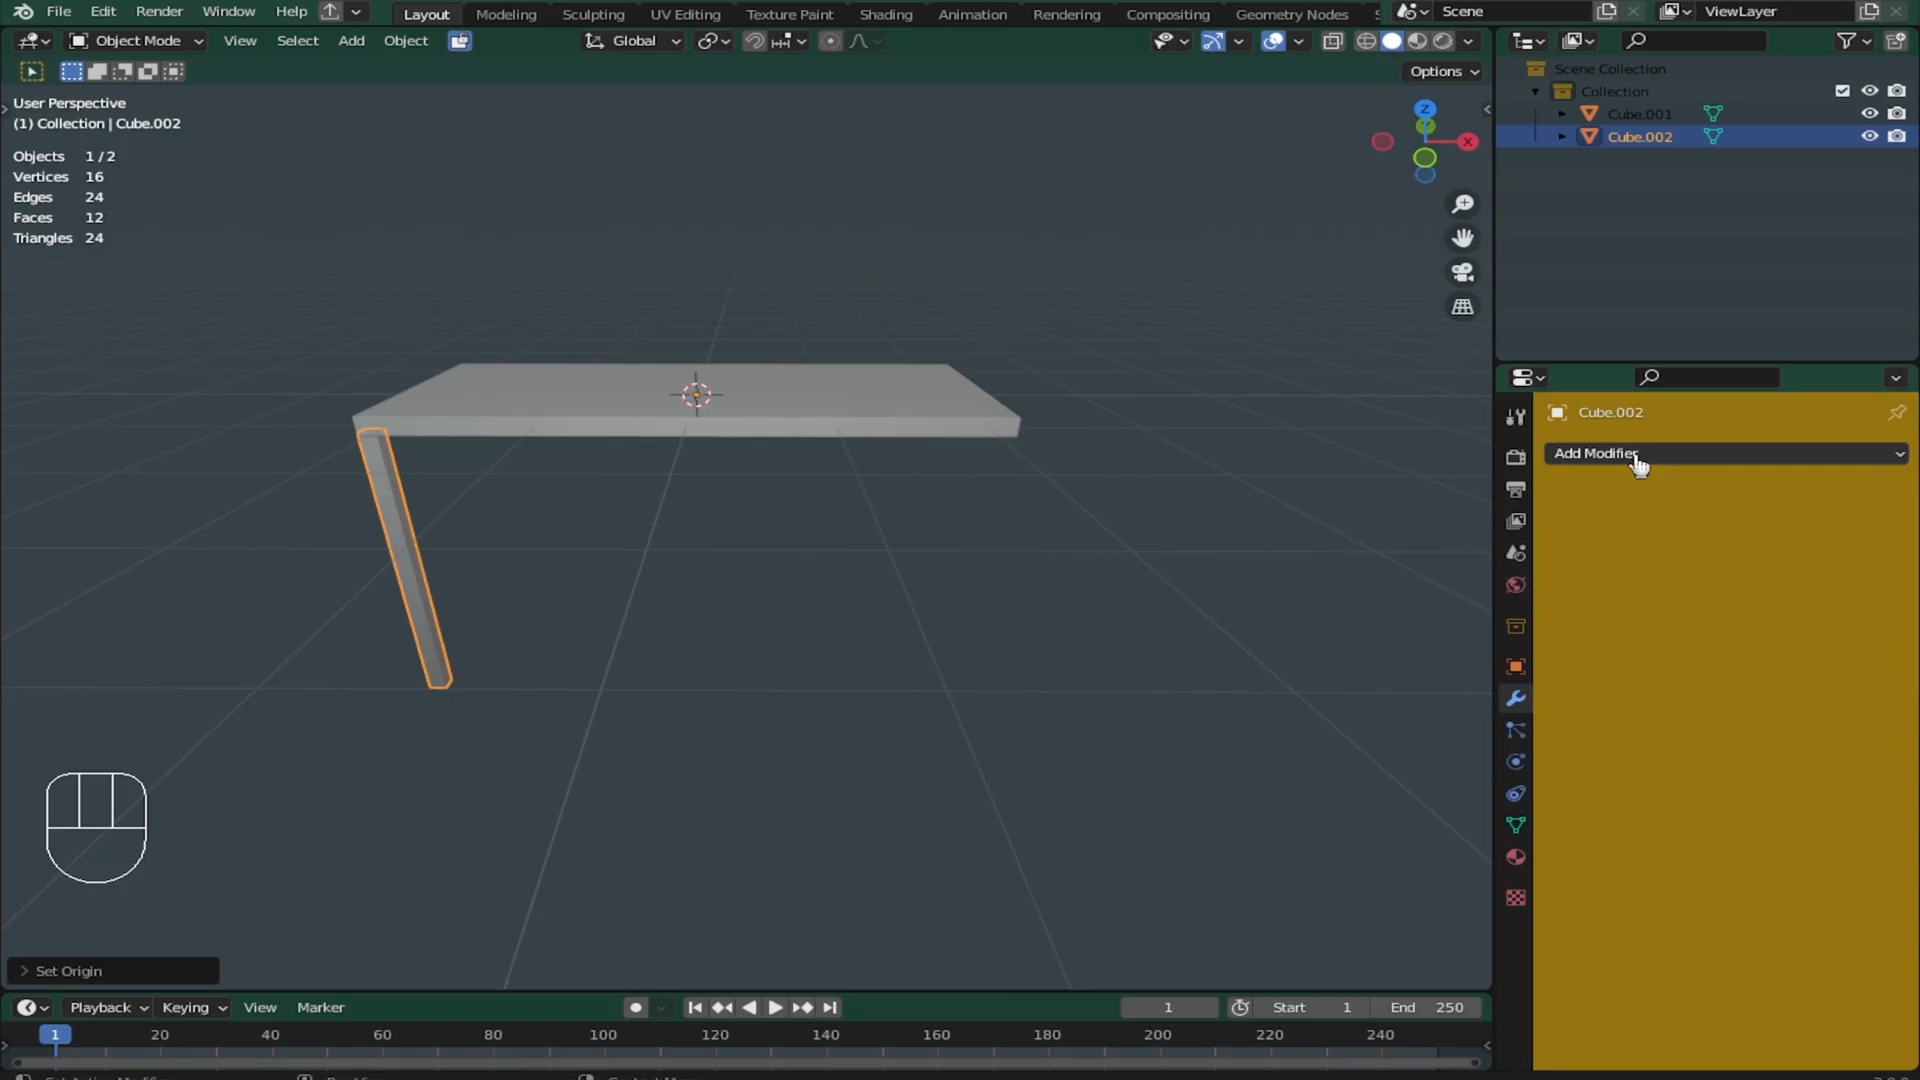 File Edit Render Window Help Layout Modeling Sculpting UV Editing Texture Paint Shading Animation Rendering Compositing Geometry Nodes Scene ViewLayer
Object Mode View Select Add Object Global
Options
User Perspective
(1) Collection | Cube.002
Objects 1 / 2
Vertices 16
Edges 24
Faces 12
Triangles 24
Z
X
Set Origin
Scene Collection
Collection
Cube.001
Cube.002
Cube.002
Add Modifier
Playback Keying View Marker 1 Start 1 End 250
1 20 40 60 80 100 120 140 160 180 200 220 240